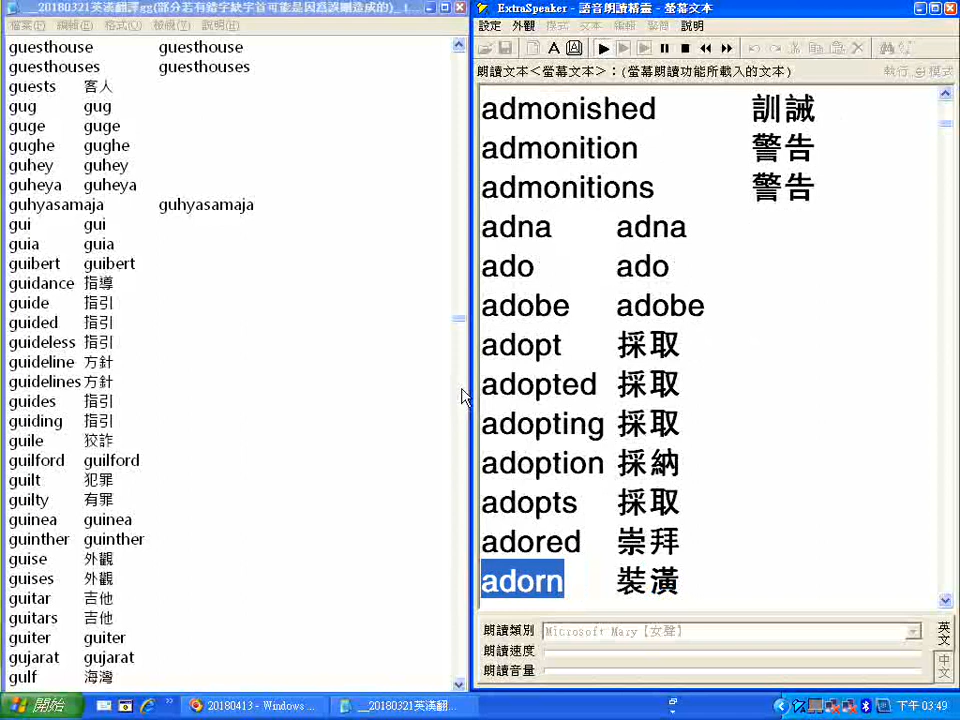 __20180321英漢翻譯gg(部分若有錯字缺字首可能是因為誤刪造成的)_
檔案(F) 編輯(E) 格式(O) 檢視(V) 說明(H)
guesthouse guesthouse
guesthouses guesthouses
guests 客人
gug gug
guge guge
gughe gughe
guhey guhey
guheya guheya
guhyasamaja guhyasamaja
gui gui
guia guia
guibert guibert
guidance 指導
guide 指引
guided 指引
guideless 指引
guideline 方針
guidelines 方針
guides 指引
guiding 指引
guile 狡詐
guilford guilford
guilt 犯罪
guilty 有罪
guinea guinea
guinther guinther
guise 外觀
guises 外觀
guitar 吉他
guitars 吉他
guiter guiter
gujarat gujarat
gulf 海灣
ExtraSpeaker - 語音朗讀精靈 - 螢幕文本
設定 外觀 模式 文本 編輯 說明
朗讀文本<螢幕文本>：(螢幕朗讀功能所載入的文本)
admonished 訓誡
admonition 警告
admonitions 警告
adna adna
ado ado
adobe adobe
adopt 採取
adopted 採取
adopting 採取
adoption 採納
adopts 採取
adored 崇拜
adorn 裝潢
朗讀類別 Microsoft Mary【女聲】
朗讀速度
朗讀音量
英文
中文
開始
20180413 - Windows ...
__20180321英漢翻...
下午 03:49